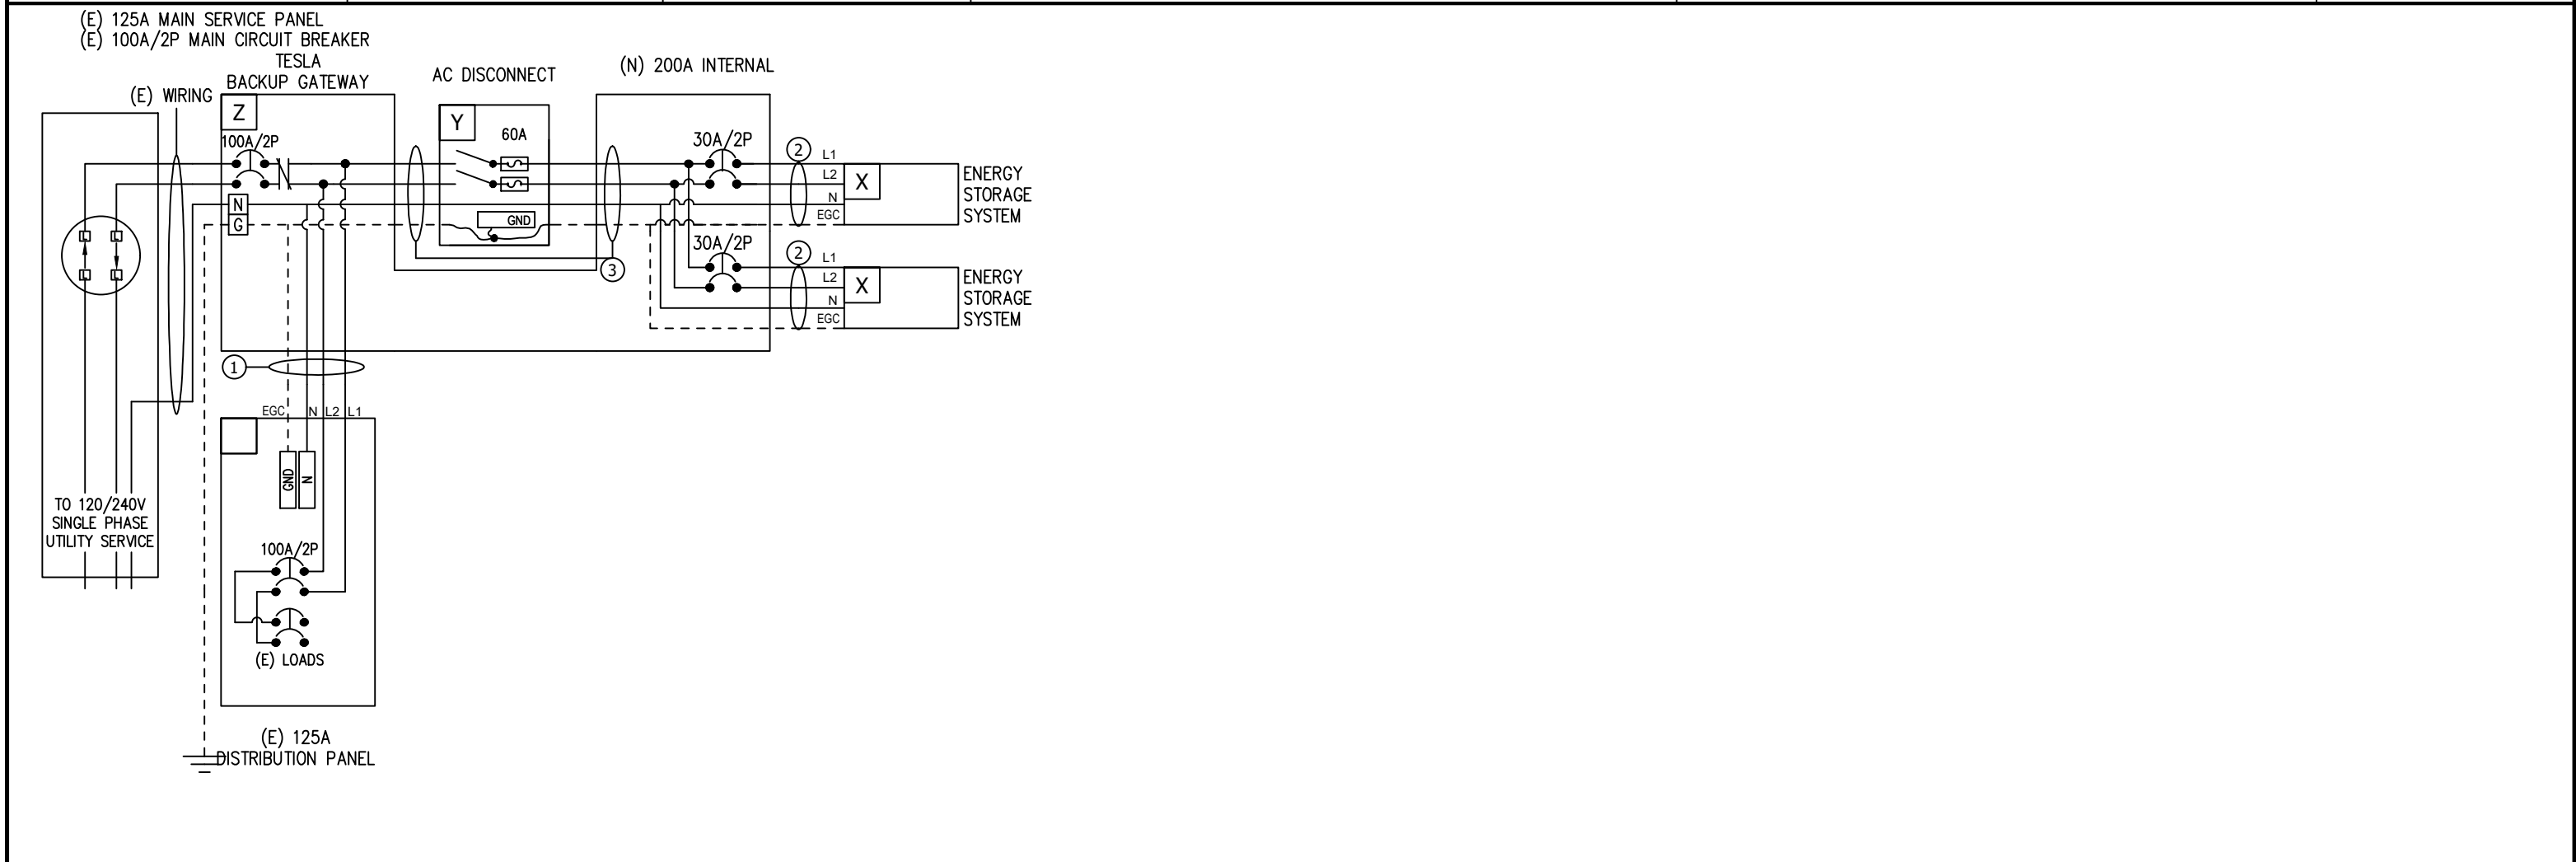 (E) 125A MAIN SERVICE PANEL
(E) 100A/2P MAIN CIRCUIT BREAKER
TESLA
BACKUP GATEWAY
AC DISCONNECT
(N) 200A INTERNAL
(E) WIRING
Z
100A/2P
N
G
Y
60A
GND
30A/2P
2
L1
L2
N
EGC
X
ENERGY
STORAGE
SYSTEM
30A/2P
2
L1
L2
N
EGC
X
ENERGY
STORAGE
SYSTEM
3
1
EGC
N
L2
L1
GND
N
TO 120/240V
SINGLE PHASE
UTILITY SERVICE
100A/2P
(E) LOADS
(E) 125A
DISTRIBUTION PANEL